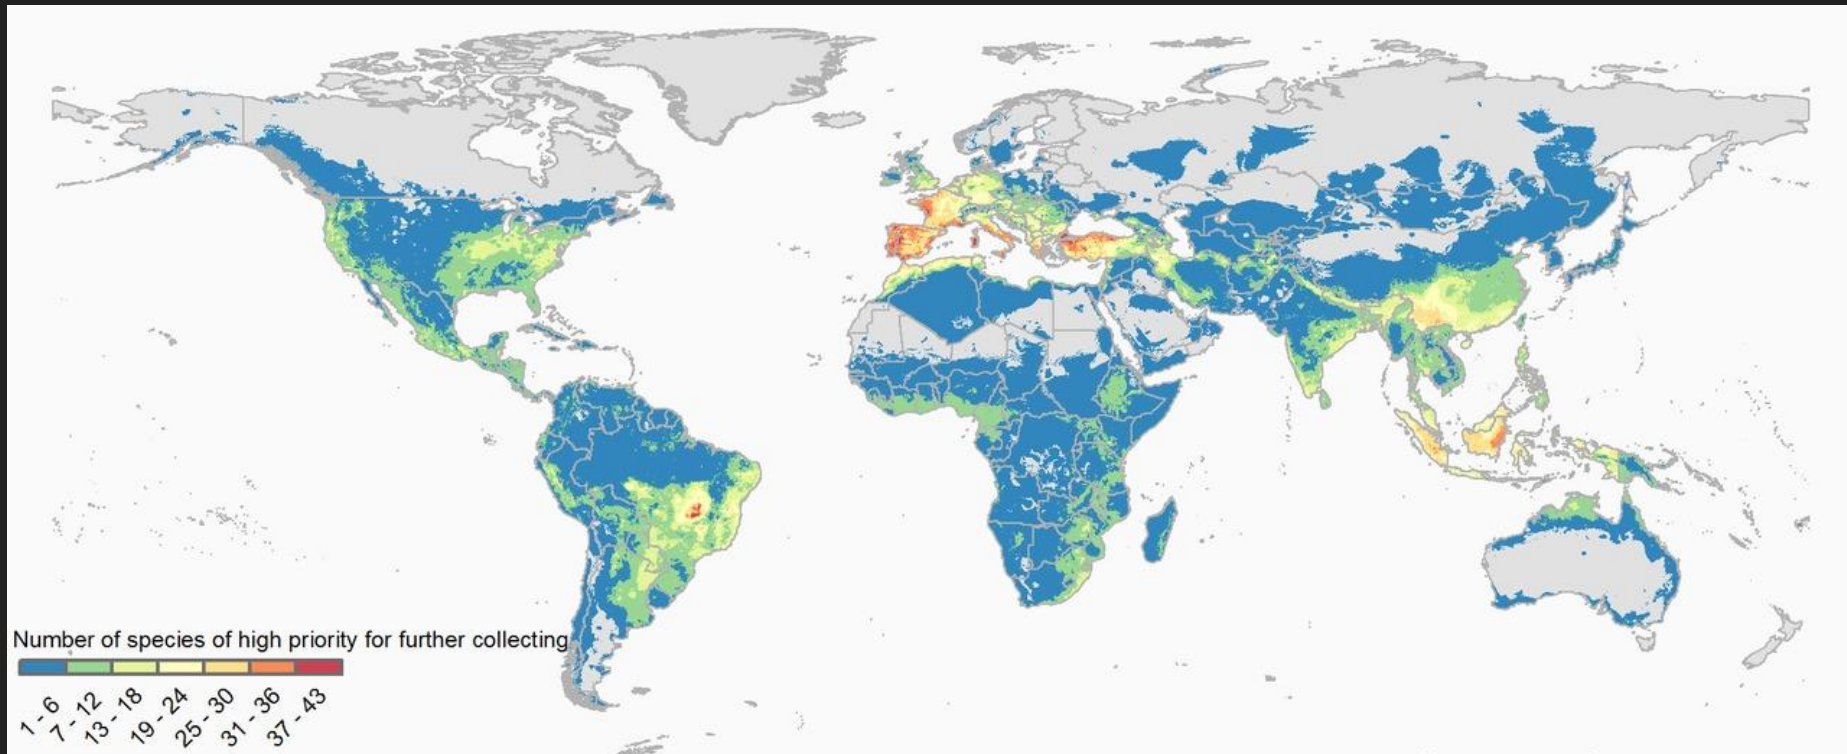 Number of species of high priority for further collecting
1 - 6
7 - 12
13 - 18
19 - 24
25 - 30
31 - 36
37 - 43